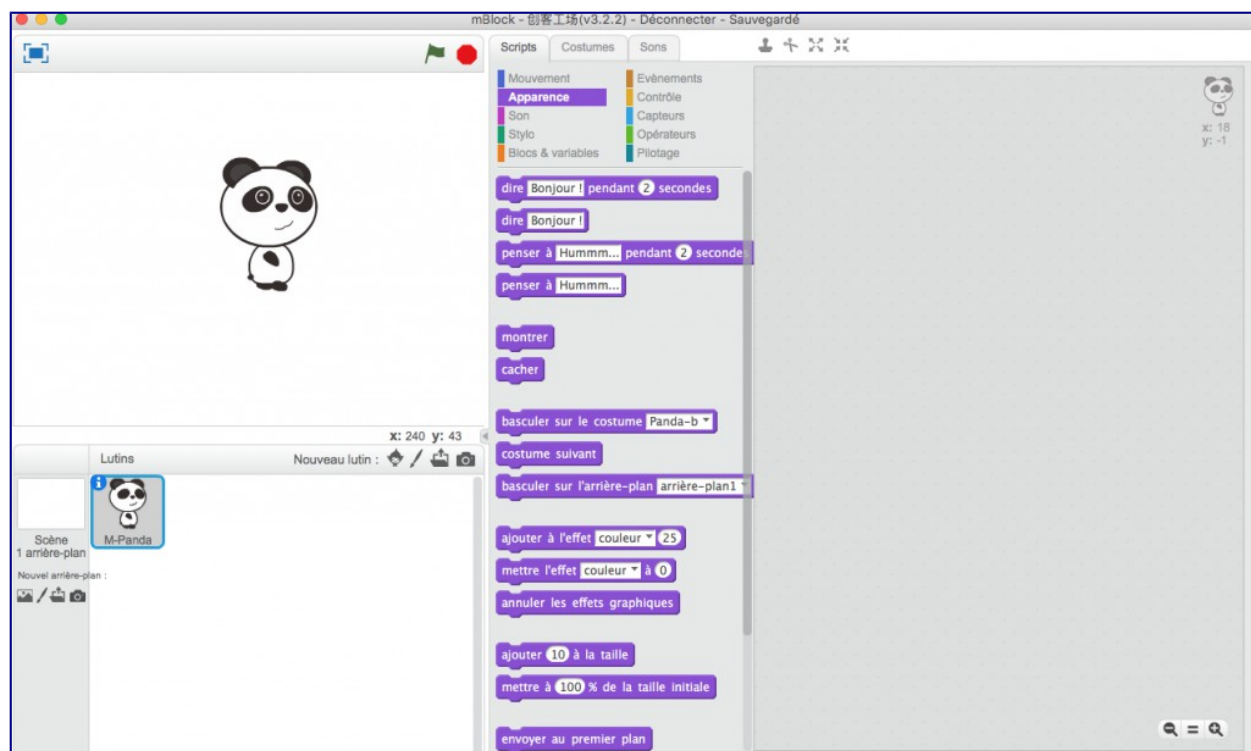 mBlock - 创客工场(v3.2.2) - Déconnecter - Sauvegardé
Scripts Costumes Sons
Mouvement Evènements
Apparence Contrôle
Son Capteurs
Stylo Opérateurs
Blocs & variables Pilotage
x: 18
y: -1
dire Bonjour ! pendant 2 secondes
dire Bonjour !
penser à Hummm... pendant 2 seconde
penser à Hummm...
montrer
cacher
basculer sur le costume Panda-b
costume suivant
basculer sur l'arrière-plan arrière-plan1
ajouter à l'effet couleur 25
mettre l'effet couleur à 0
annuler les effets graphiques
ajouter 10 à la taille
mettre à 100 % de la taille initiale
envoyer au premier plan
x: 240 y: 43
Lutins Nouveau lutin :
Scène
1 arrière-plan
M-Panda
Nouvel arrière-plan :